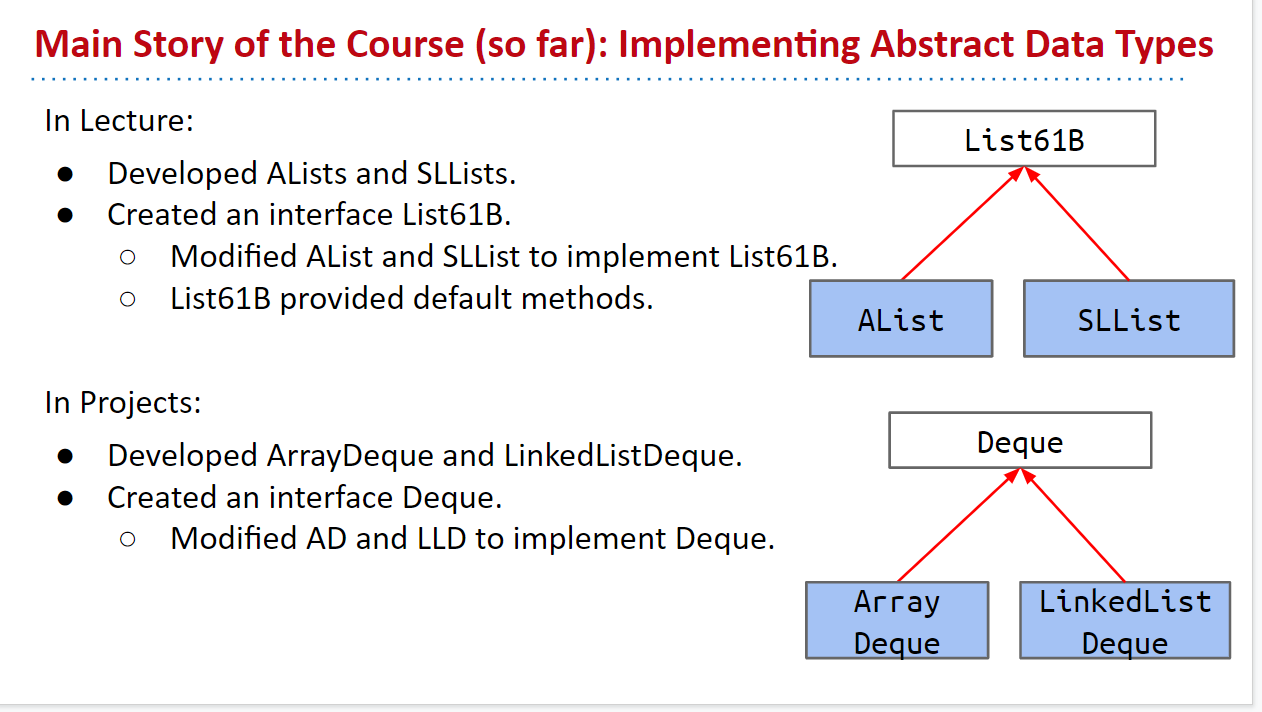 Main Story of the Course (so far): Implementing Abstract Data Types
In Lecture:
● Developed ALists and SLLists.
● Created an interface List61B.
○ Modified AList and SLList to implement List61B.
○ List61B provided default methods.
List61B
AList
SLList
In Projects:
● Developed ArrayDeque and LinkedListDeque.
● Created an interface Deque.
○ Modified AD and LLD to implement Deque.
Deque
Array
Deque
LinkedList
Deque